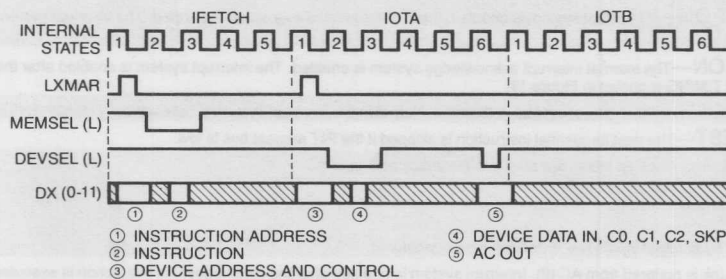 IFETCH IOTA IOTB
INTERNAL STATES 1 2 3 4 5 1 2 3 4 5 6 1 2 3 4 5 6
LXMAR
MEMSEL (L)
DEVSEL (L)
DX (0-11)
① ② ③ ④ ⑤
① INSTRUCTION ADDRESS
② INSTRUCTION
③ DEVICE ADDRESS AND CONTROL
④ DEVICE DATA IN, C0, C1, C2, SKP
⑤ AC OUT